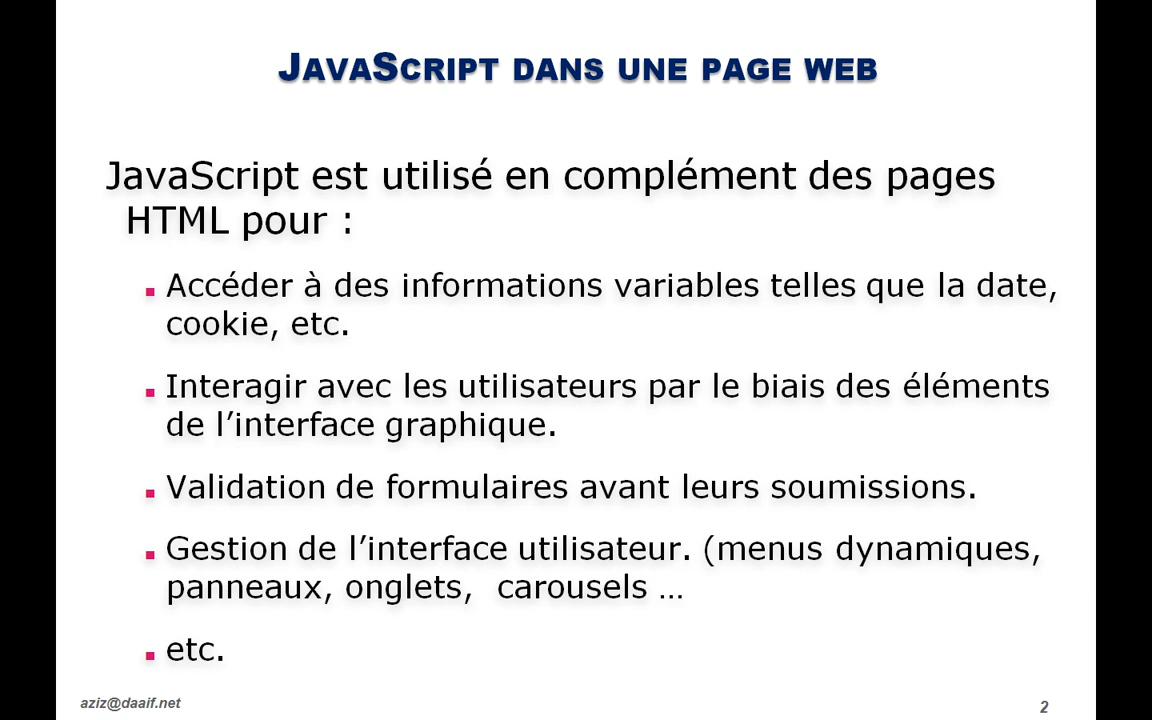 JavaScript dans une page web
JavaScript est utilisé en complément des pages
HTML pour :
Accéder à des informations variables telles que la date,
cookie, etc.
Interagir avec les utilisateurs par le biais des éléments
de l’interface graphique.
Validation de formulaires avant leurs soumissions.
Gestion de l’interface utilisateur. (menus dynamiques,
panneaux, onglets,  carousels …
etc.
aziz@daaif.net
2